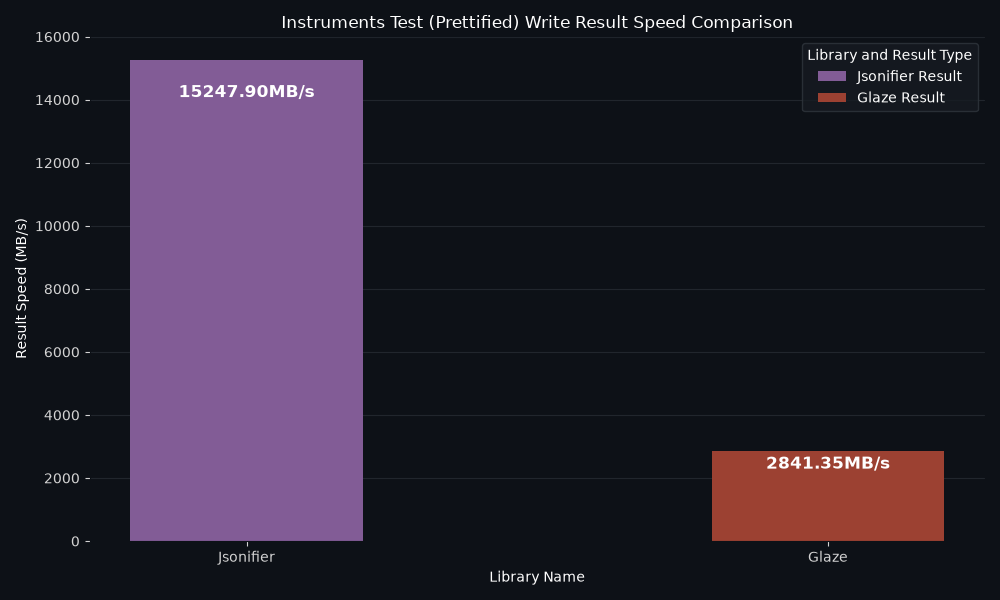 Instruments Test (Prettified) Write Result Speed Comparison
Library and Result Type
Jsonifier Result
Glaze Result
Result Speed (MB/s)
16000
14000
12000
10000
8000
6000
4000
2000
0
15247.90MB/s
2841.35MB/s
Jsonifier
Glaze
Library Name